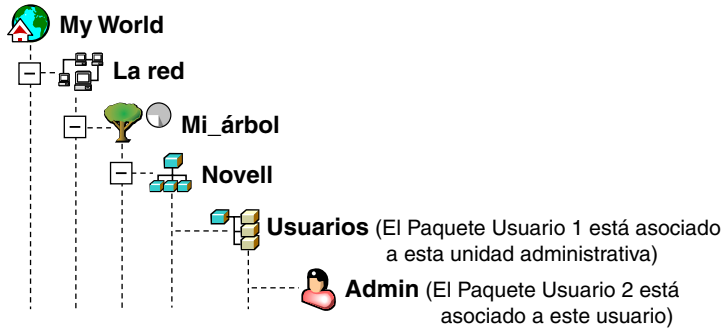 My World
La red
Mi_árbol
Novell
Usuarios (El Paquete Usuario 1 está asociado
a esta unidad administrativa)
Admin (El Paquete Usuario 2 está
asociado a este usuario)